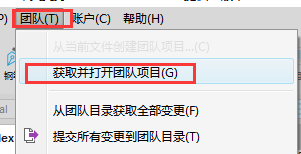 P) 团队(T) 账户(C) 帮助(H)
从当前文件创建团队项目...(C)
获取并打开团队项目(G)
从团队目录获取全部变更(F)
提交所有变更到团队目录(T)
al
dex